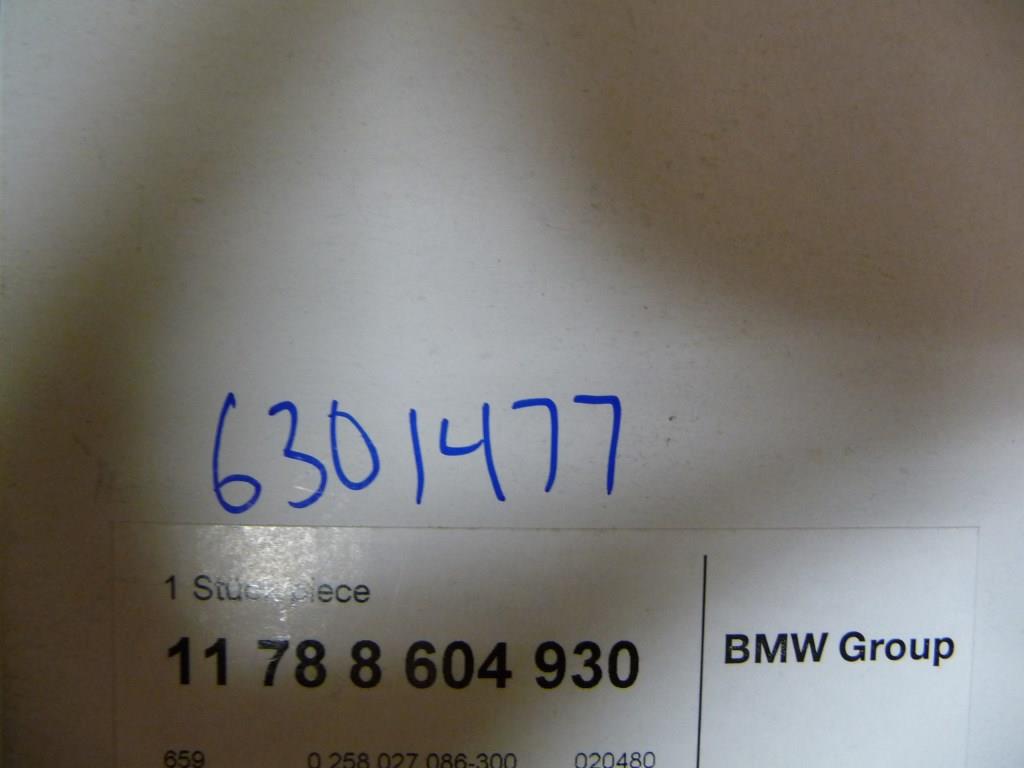 6301477
1 Stück piece
11 78 8 604 930
BMW Group
659 0 258 027 086-300 020480